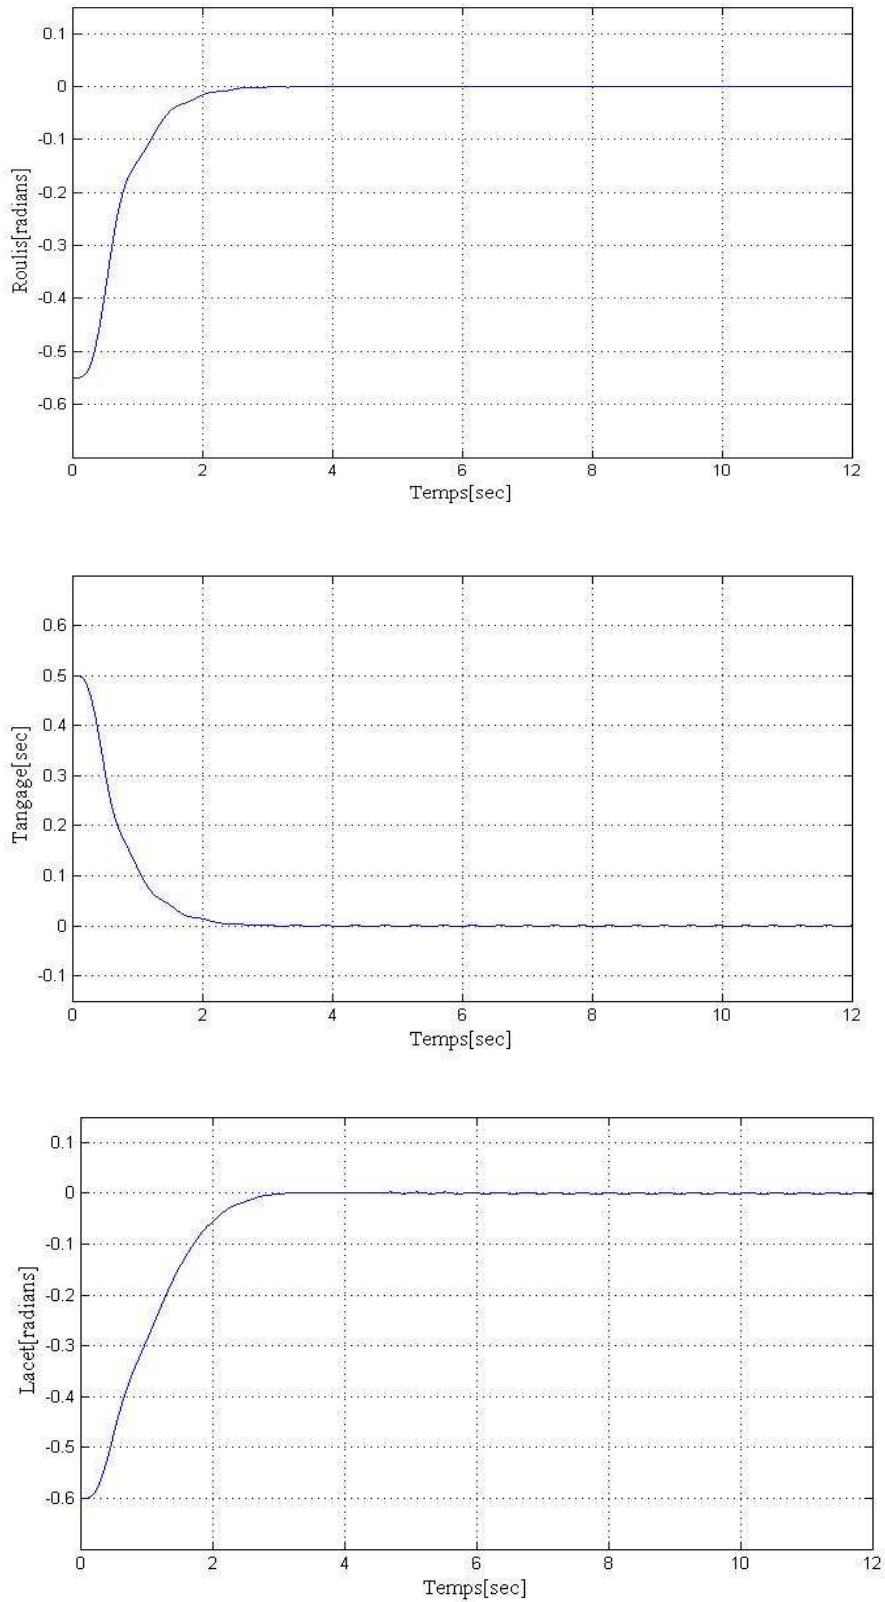 0.1
0
-0.1
-0.2
-0.3
-0.4
-0.5
-0.6
Roulis[radians]
0 2 4 6 8 10 12
Temps[sec]
0.6
0.5
0.4
0.3
0.2
0.1
0
-0.1
Tangage[sec]
0 2 4 6 8 10 12
Temps[sec]
0.1
0
-0.1
-0.2
-0.3
-0.4
-0.5
-0.6
Lacet[radians]
0 2 4 6 8 10 12
Temps[sec]